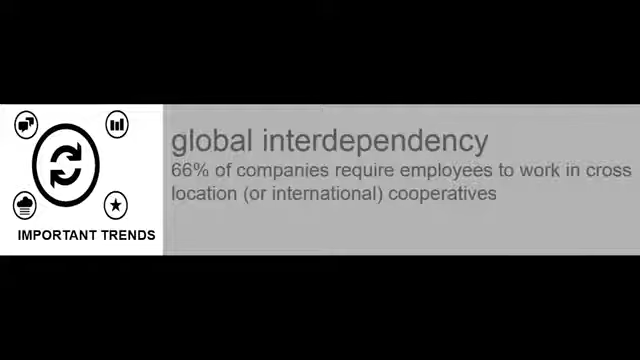 global interdependency
66% of companies require employees to work in cross
location (or international) cooperatives
IMPORTANT TRENDS